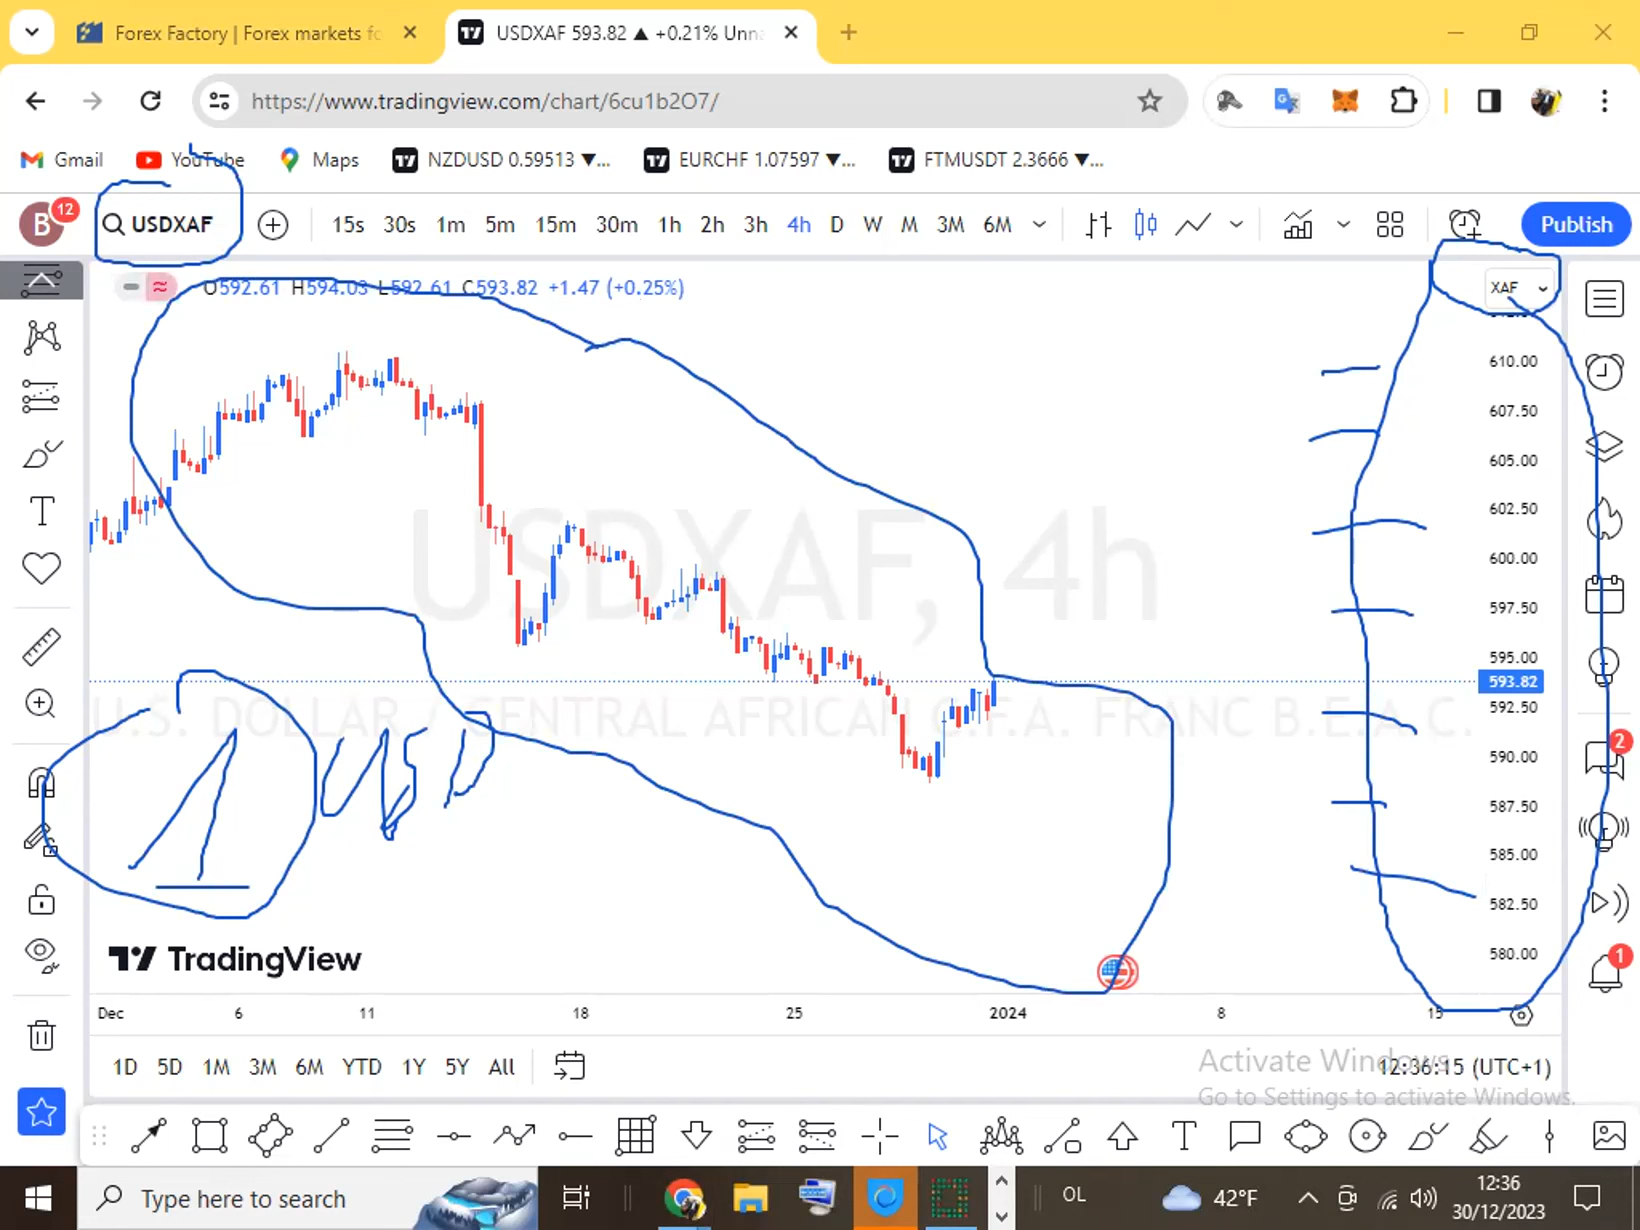 Forex Factory | Forex markets fo
USDXAF 593.82 ▲ +0.21% Unna
https://www.tradingview.com/chart/6cu1b2O7/
Gmail YouTube Maps NZDUSD 0.59513 ▼... EURCHF 1.07597 ▼... FTMUSDT 2.3666 ▼...
B 12 USDXAF 15s 30s 1m 5m 15m 30m 1h 2h 3h 4h D W M 3M 6M Publish
O592.61 H594.03 L592.61 C593.82 +1.47 (+0.25%)
XAF
610.00
607.50
605.00
602.50
600.00
597.50
595.00
593.82
592.50
590.00
587.50
585.00
582.50
580.00
USDXAF, 4h
U.S. DOLLAR / CENTRAL AFRICAN C.F.A. FRANC B.E.A.C.
1 USD
2
1
TradingView
Dec 6 11 18 25 2024 8 15
1D 5D 1M 3M 6M YTD 1Y 5Y All
12:36:15 (UTC+1)
Activate Windows
Go to Settings to activate Windows.
Type here to search
OL
42°F
12:36
30/12/2023